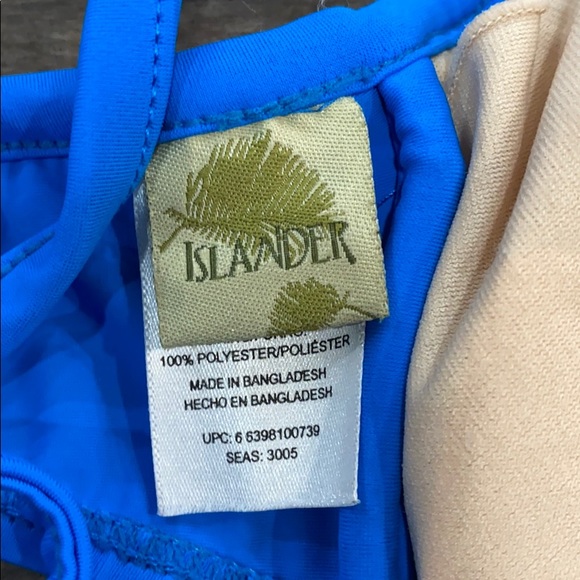 ISLANDER
100% POLYESTER/POLIÉSTER
MADE IN BANGLADESH
HECHO EN BANGLADESH
UPC: 6 6398100739
SEAS: 3005